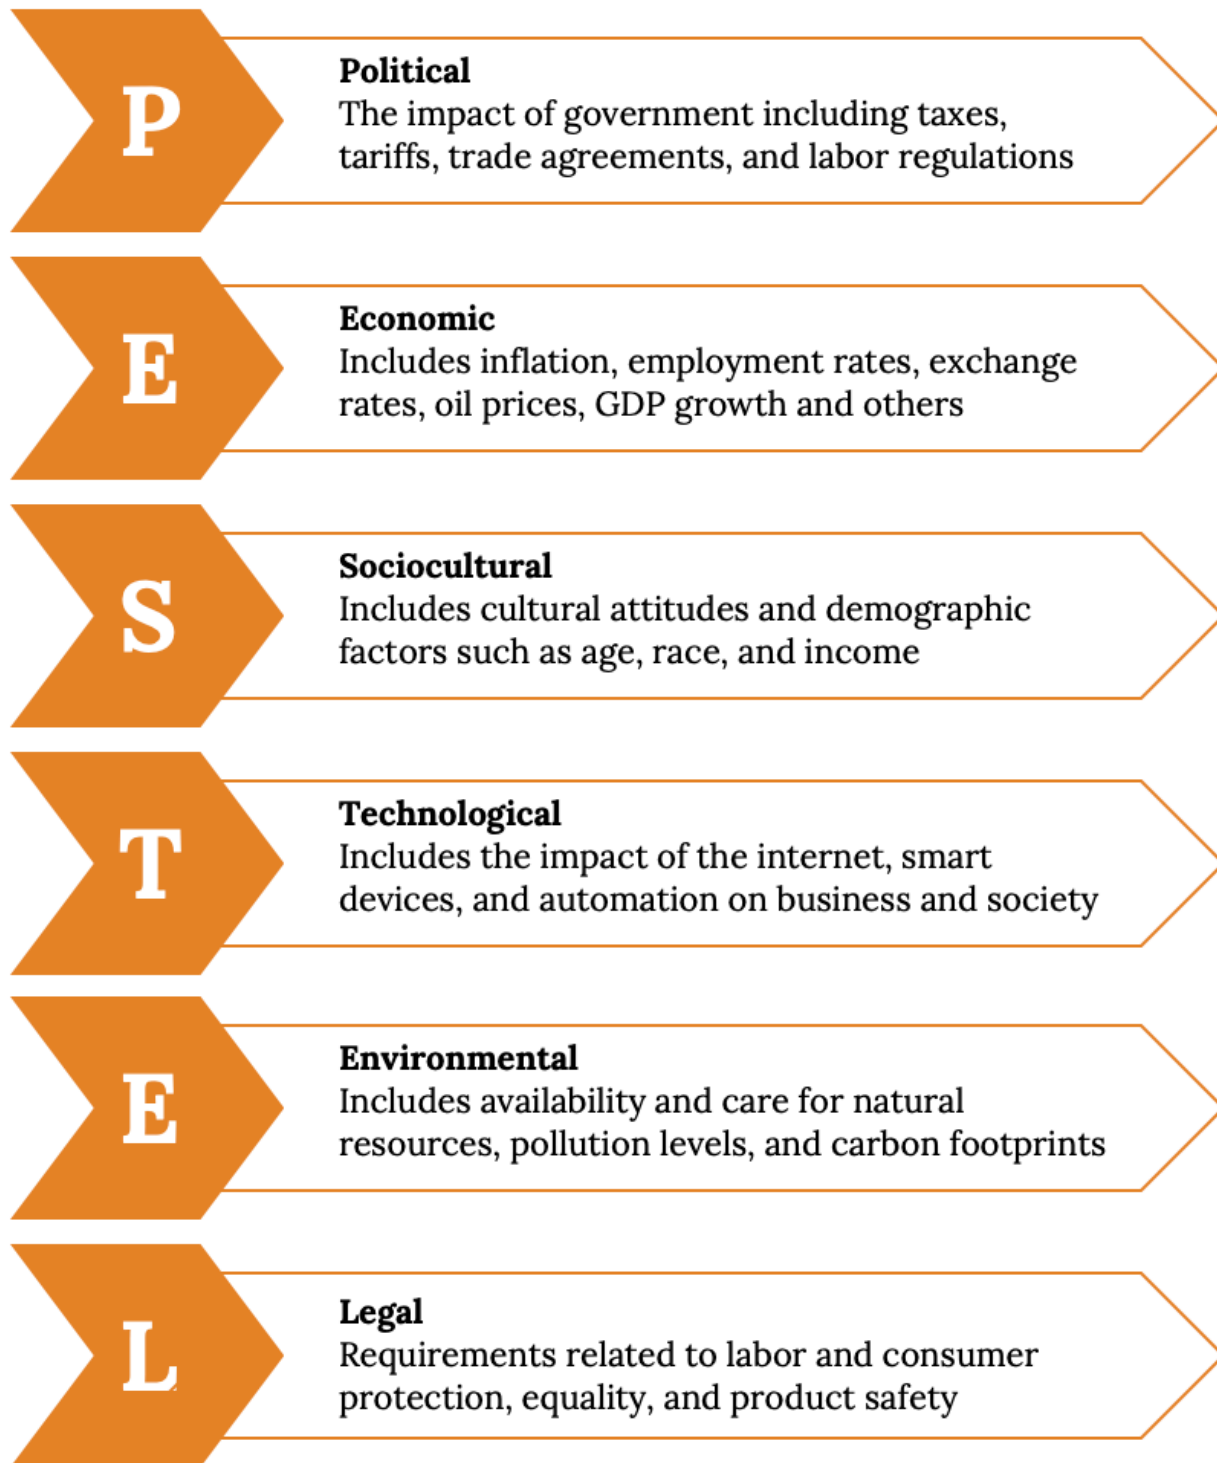 P
Political
The impact of government including taxes,
tariffs, trade agreements, and labor regulations
E
Economic
Includes inflation, employment rates, exchange
rates, oil prices, GDP growth and others
S
Sociocultural
Includes cultural attitudes and demographic
factors such as age, race, and income
T
Technological
Includes the impact of the internet, smart
devices, and automation on business and society
E
Environmental
Includes availability and care for natural
resources, pollution levels, and carbon footprints
L
Legal
Requirements related to labor and consumer
protection, equality, and product safety